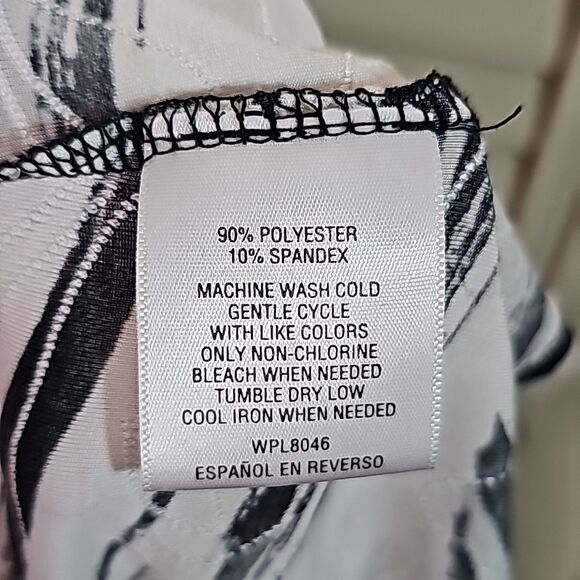 90% POLYESTER
10% SPANDEX
MACHINE WASH COLD
GENTLE CYCLE
WITH LIKE COLORS
ONLY NON-CHLORINE
BLEACH WHEN NEEDED
TUMBLE DRY LOW
COOL IRON WHEN NEEDED
WPL8046
ESPAÑOL EN REVERSO